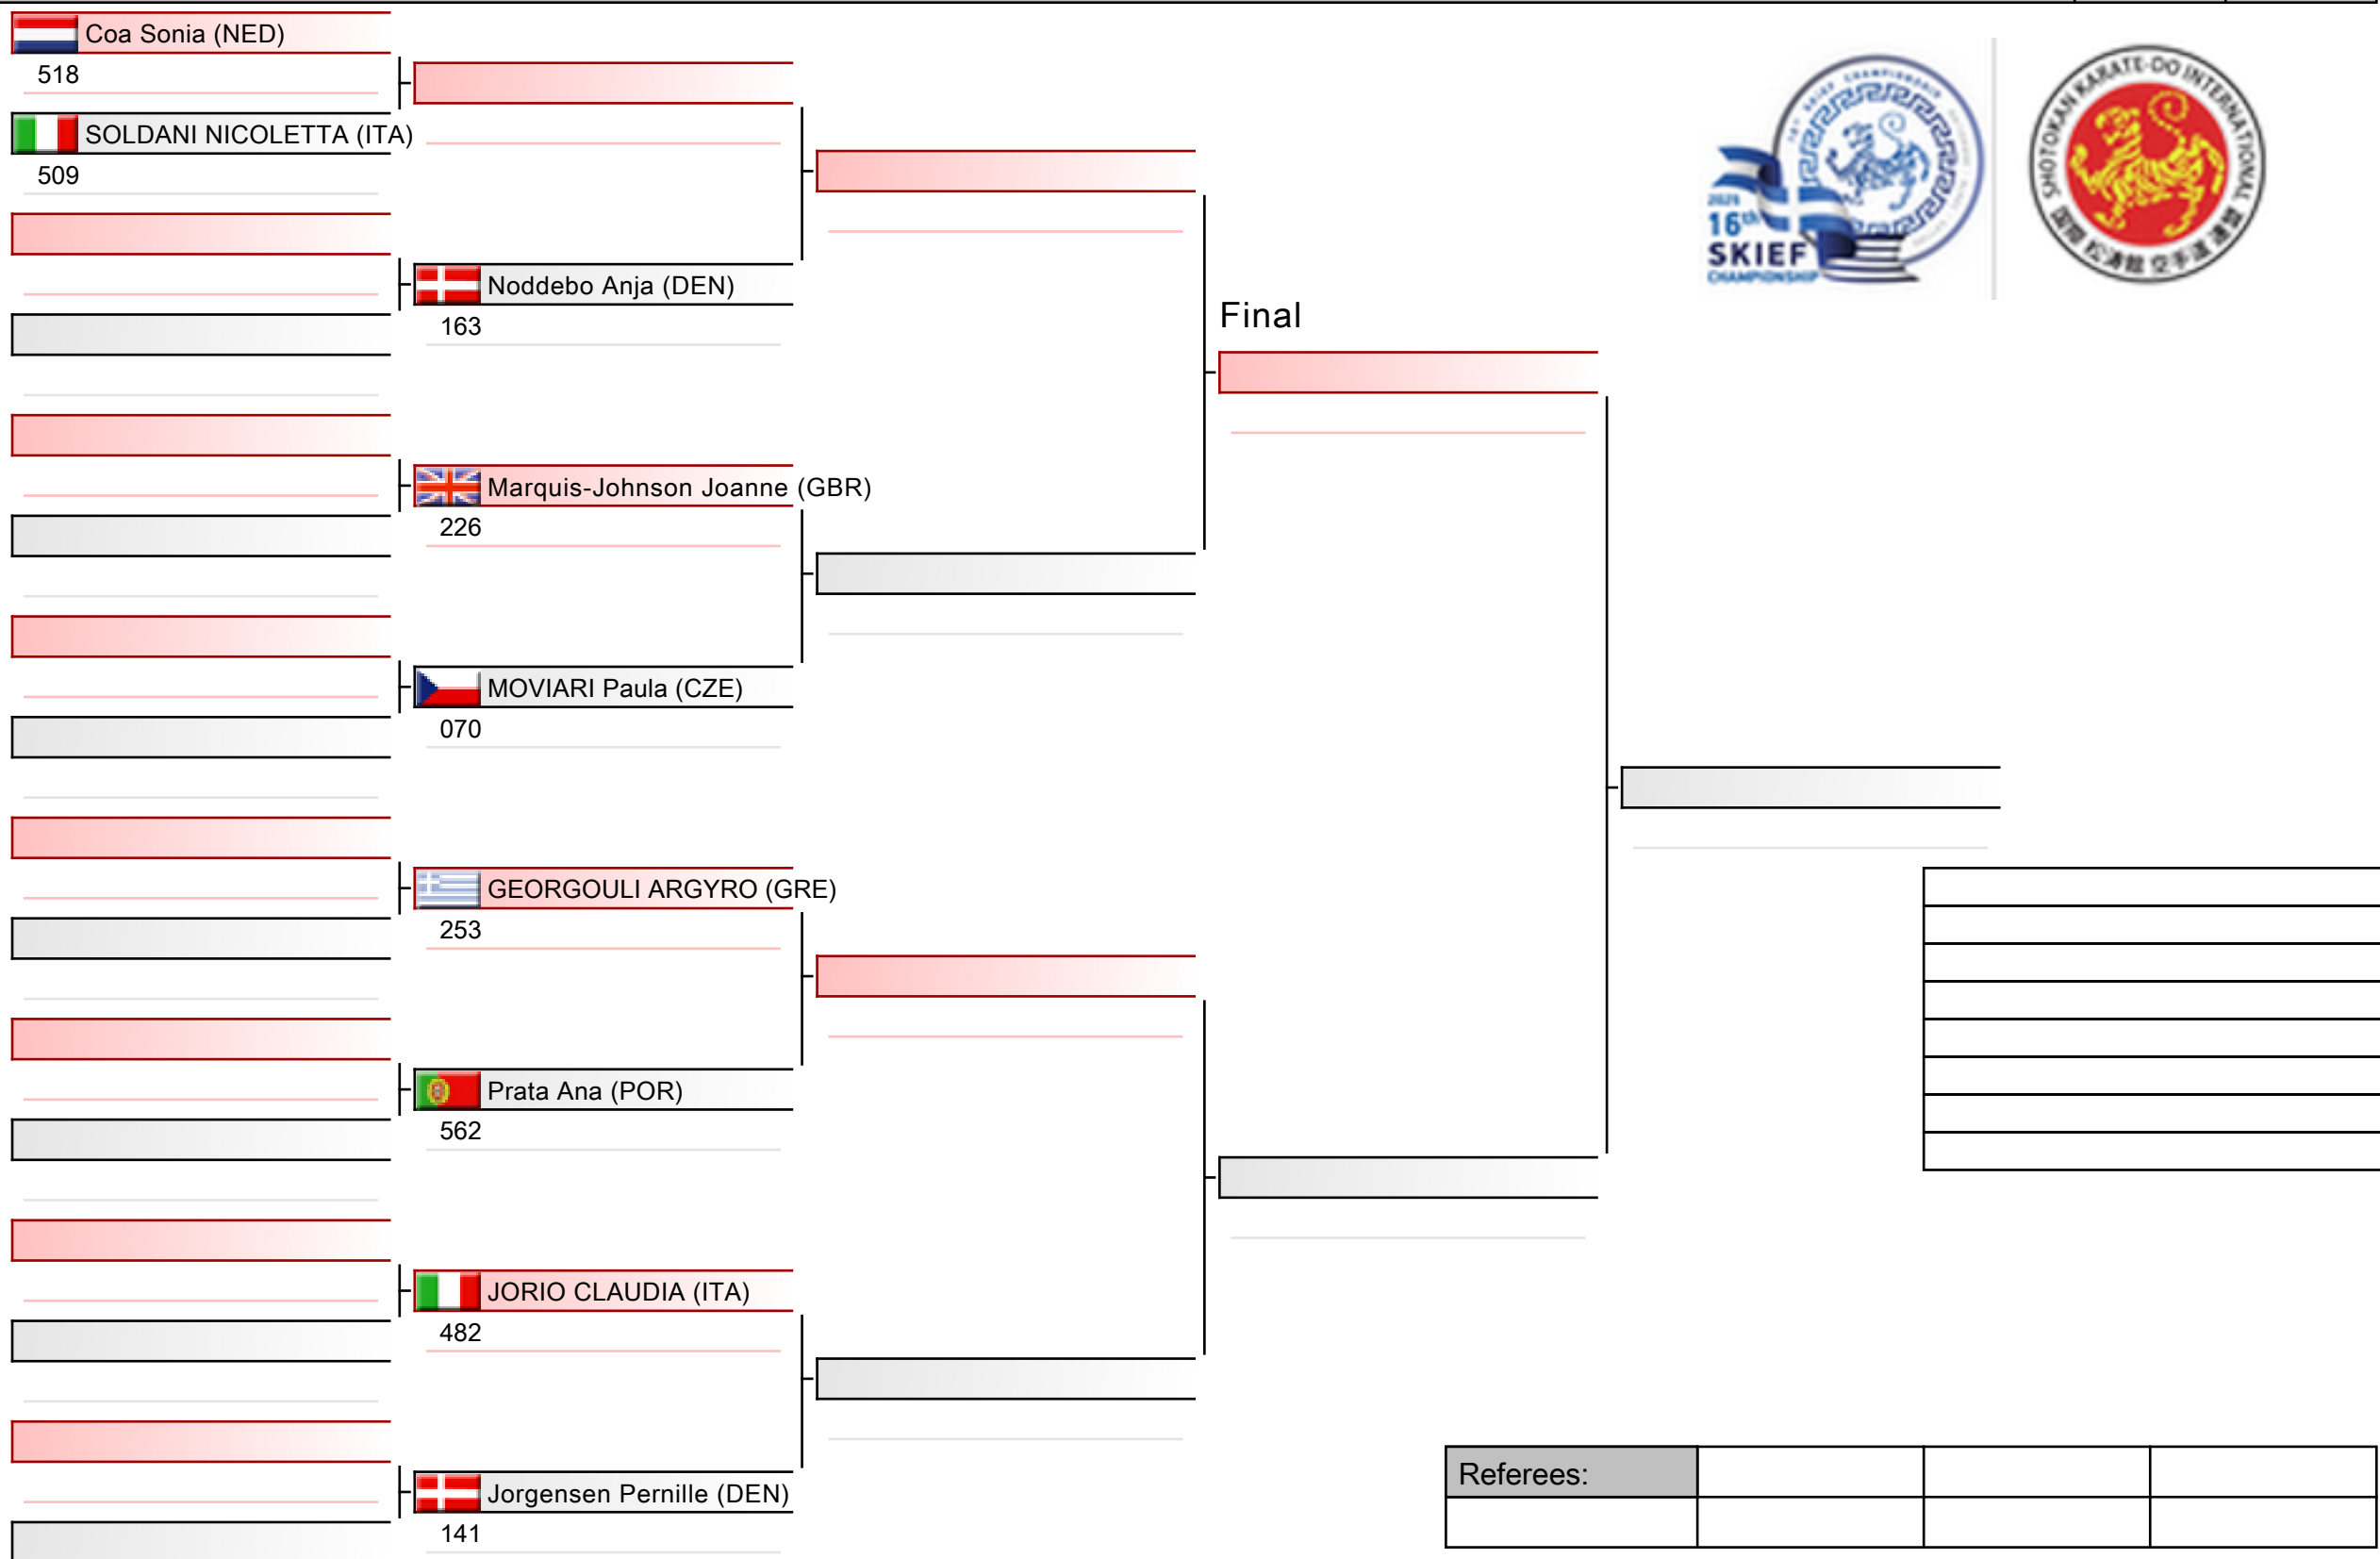 Coa Sonia (NED)
518
SOLDANI NICOLETTA (ITA)
509
Noddebo Anja (DEN)
163
Marquis-Johnson Joanne (GBR)
226
MOVIARI Paula (CZE)
070
GEORGOULI ARGYRO (GRE)
253
Prata Ana (POR)
562
JORIO CLAUDIA (ITA)
482
Jorgensen Pernille (DEN)
141
Final
16th
SKIEF
CHAMPIONSHIP
SHOTOKAN KARATE-DO INTERNATIONAL
Referees: